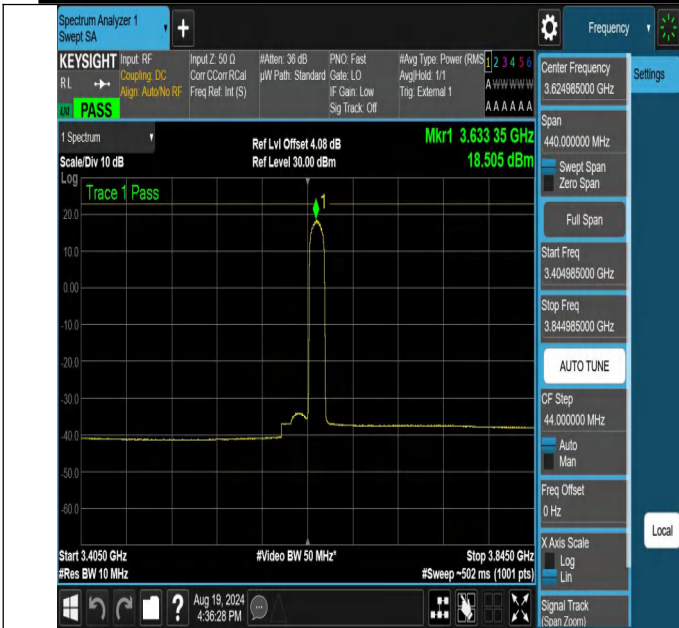 Spectrum Analyzer 1
Swept SA
+
Frequency
KEYSIGHT
RL
PASS
Input: RF
Coupling: DC
Align: Auto/No RF
Input Z: 50 Ω
Corr CCorr RCal
Freq Ref: Int (S)
#Atten: 36 dB
µW Path: Standard
PNO: Fast
Gate: LO
IF Gain: Low
Sig Track: Off
#Avg Type: Power (RMS
Avg|Hold: 1/1
Trig: External 1
1 2 3 4 5 6
A W W W W W
A A A A A A
1 Spectrum
Scale/Div 10 dB
Log
Ref Lvl Offset 4.08 dB
Ref Level 30.00 dBm
Mkr1 3.633 35 GHz
18.505 dBm
Trace 1 Pass
1
20.0
10.0
0.00
-10.0
-20.0
-30.0
-40.0
-50.0
-60.0
Start 3.4050 GHz
#Res BW 10 MHz
#Video BW 50 MHz*
Stop 3.8450 GHz
#Sweep ~502 ms (1001 pts)
?
Aug 19, 2024
4:36:28 PM
Center Frequency
3.624985000 GHz
Span
440.000000 MHz
Swept Span
Zero Span
Full Span
Start Freq
3.404985000 GHz
Stop Freq
3.844985000 GHz
AUTO TUNE
CF Step
44.000000 MHz
Auto
Man
Freq Offset
0 Hz
X Axis Scale
Log
Lin
Signal Track
(Span Zoom)
Settings
Local